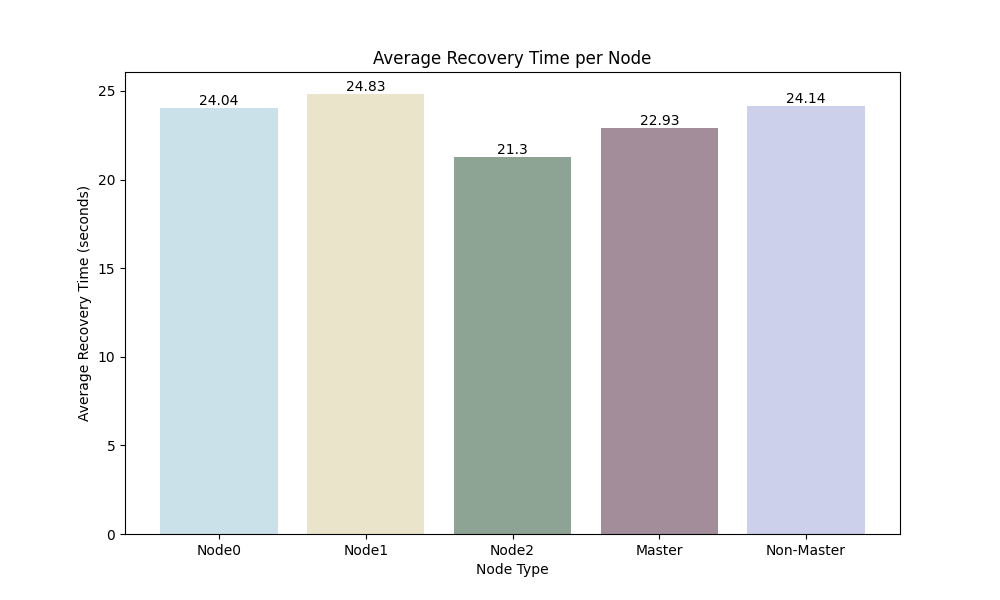 Average Recovery Time per Node
24.04
24.83
21.3
22.93
24.14
25
20
15
10
5
0
Average Recovery Time (seconds)
Node0
Node1
Node2
Master
Non-Master
Node Type